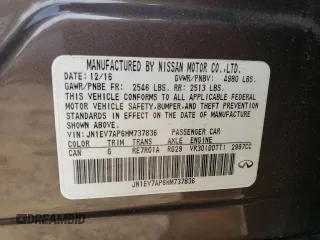 MANUFACTURED BY NISSAN MOTOR CO.,LTD.
DATE: 12/16 GVWR/PNBV: 4980 LBS.
GAWR/PNBE FR: 2546 LBS. RR: 2513 LBS.
THIS VEHICLE CONFORMS TO ALL APPLICABLE
FEDERAL MOTOR VEHICLE
SAFETY,BUMPER,AND THEFT PREVENTION
STANDARDS IN EFFECT ON THE DATE OF MANUFACTURE
SHOWN ABOVE.
VIN: JN1EV7AP6HM737836 PASSENGER CAR
COLOR TRIM TRANS AXLE ENGINE
CAN G RE7R01A RG29 VR30(DDTT) 2997CC
JN1EV7AP6HM737836
© DREAMBID